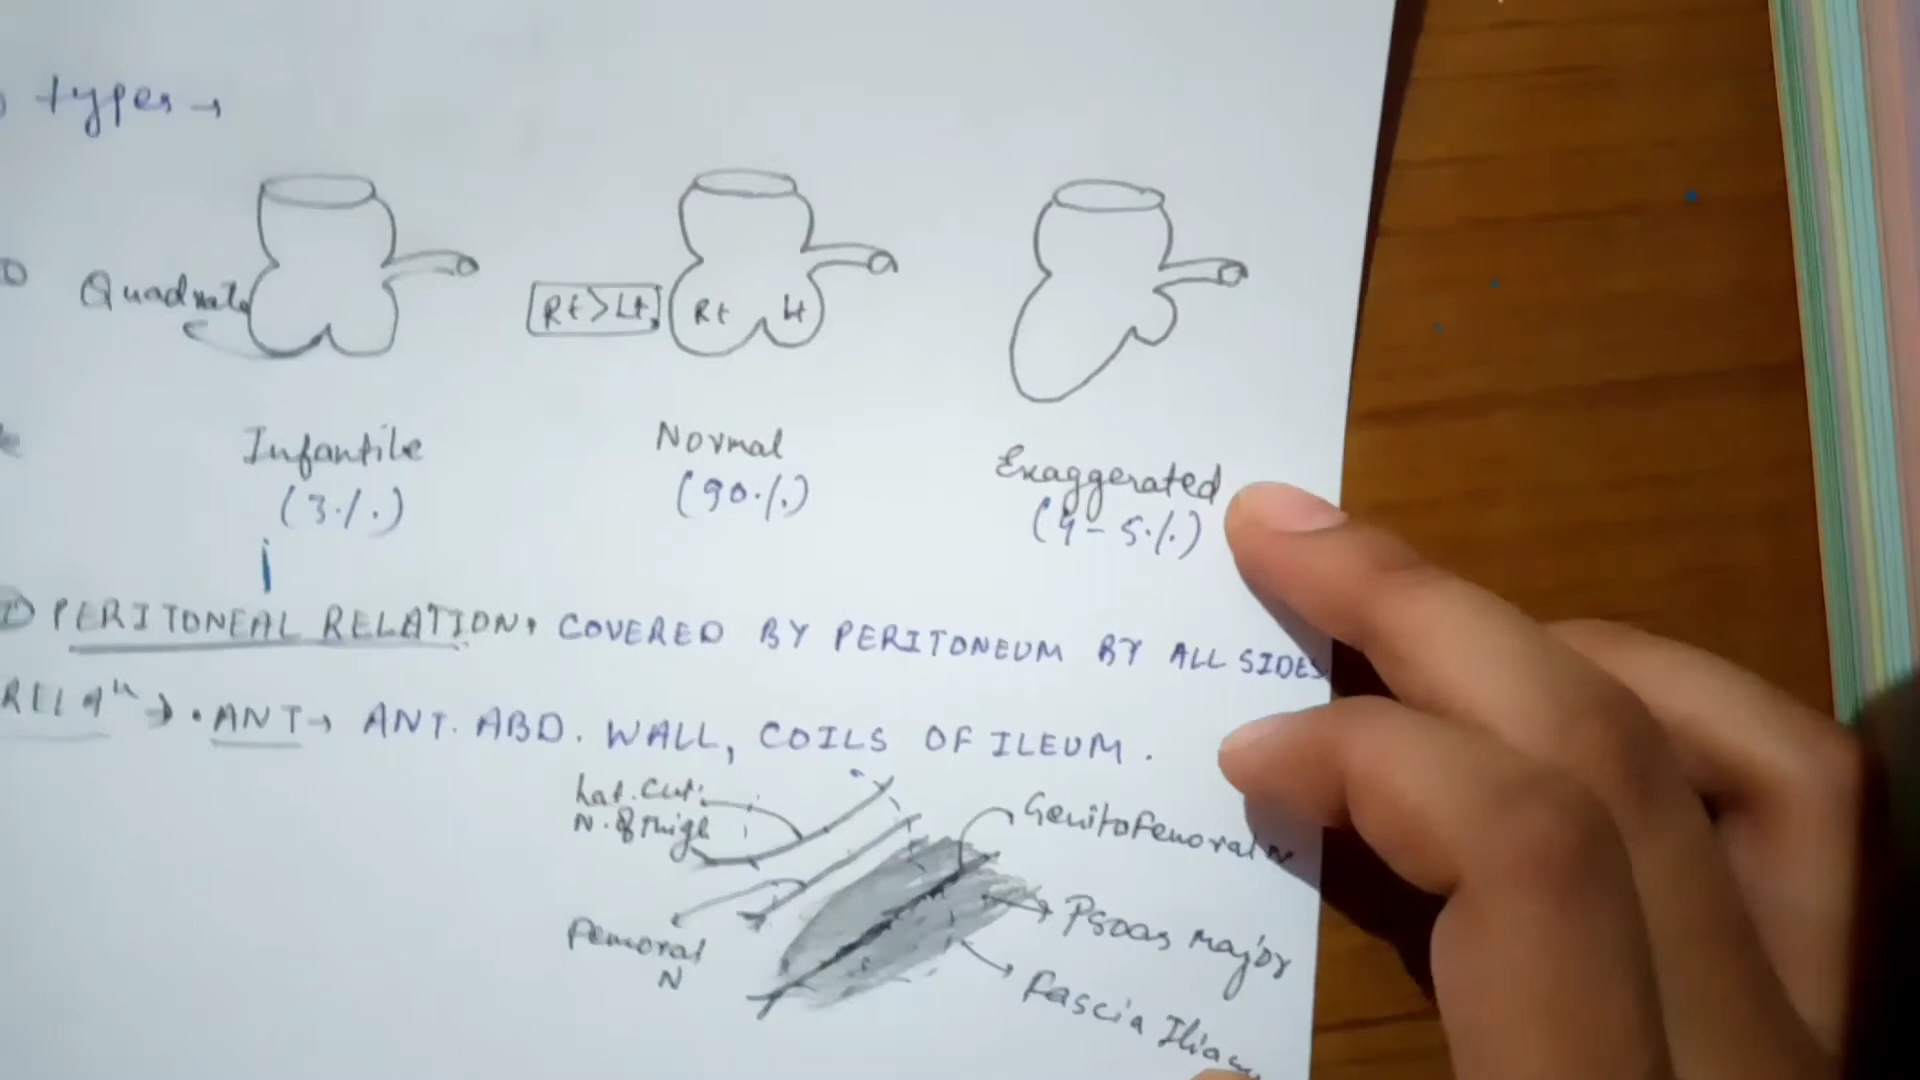 types →
Quadrate
Rt > Lt.
Rt
Lt
Infantile
(3%)
Normal
(90%)
Exaggerated
(4-5%)
PERITONEAL RELATION, COVERED BY PERITONEUM BY ALL SIDES
RELAn → • ANT → ANT. ABD. WALL, COILS OF ILEUM.
Lat. Cut.
N. of Thigh
Genitofemoral N
Femoral
N
Psoas Major
Fascia Iliaca